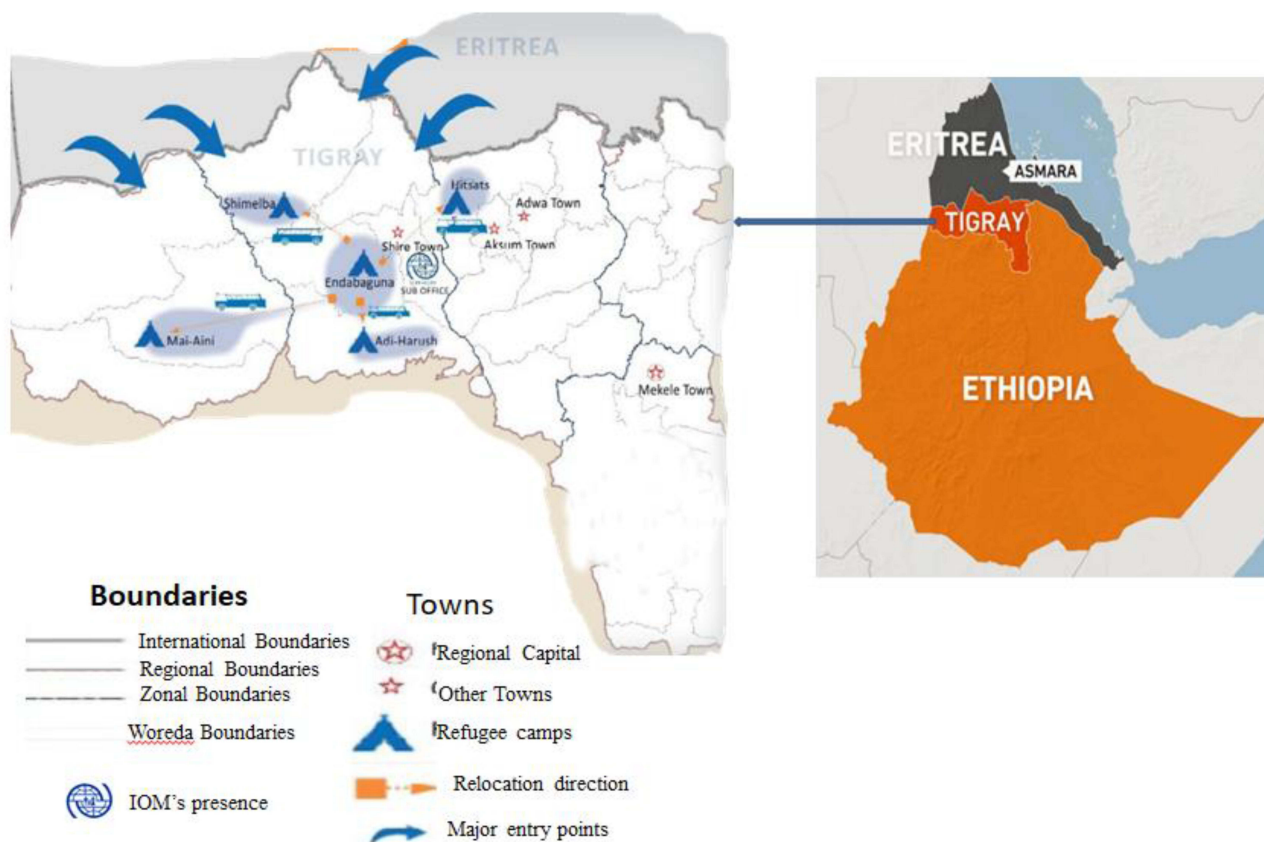 ERITREA
TIGRAY
Shimelba
Hitsats
Adwa Town
Shire Town
Aksum Town
Endabaguna
SUB OFFICE
Mai-Aini
Adi-Harush
Mekele Town
ERITREA
ASMARA
TIGRAY
ETHIOPIA
Boundaries
International Boundaries
Regional Boundaries
Zonal Boundaries
Woreda Boundaries
IOM’s presence
Towns
Regional Capital
Other Towns
Refugee camps
Relocation direction
Major entry points